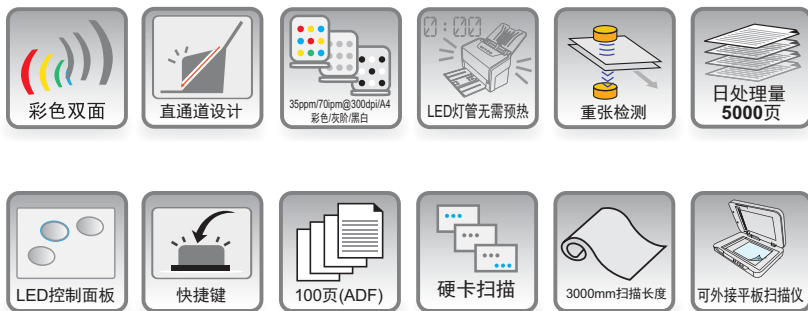 彩色双面
直通道设计
35ppm/70ipm@300dpi/A4
彩色/灰阶/黑白
0:00
LED灯管无需预热
重张检测
日处理量
5000页
LED控制面板
快捷键
100页(ADF)
硬卡扫描
3000mm扫描长度
可外接平板扫描仪